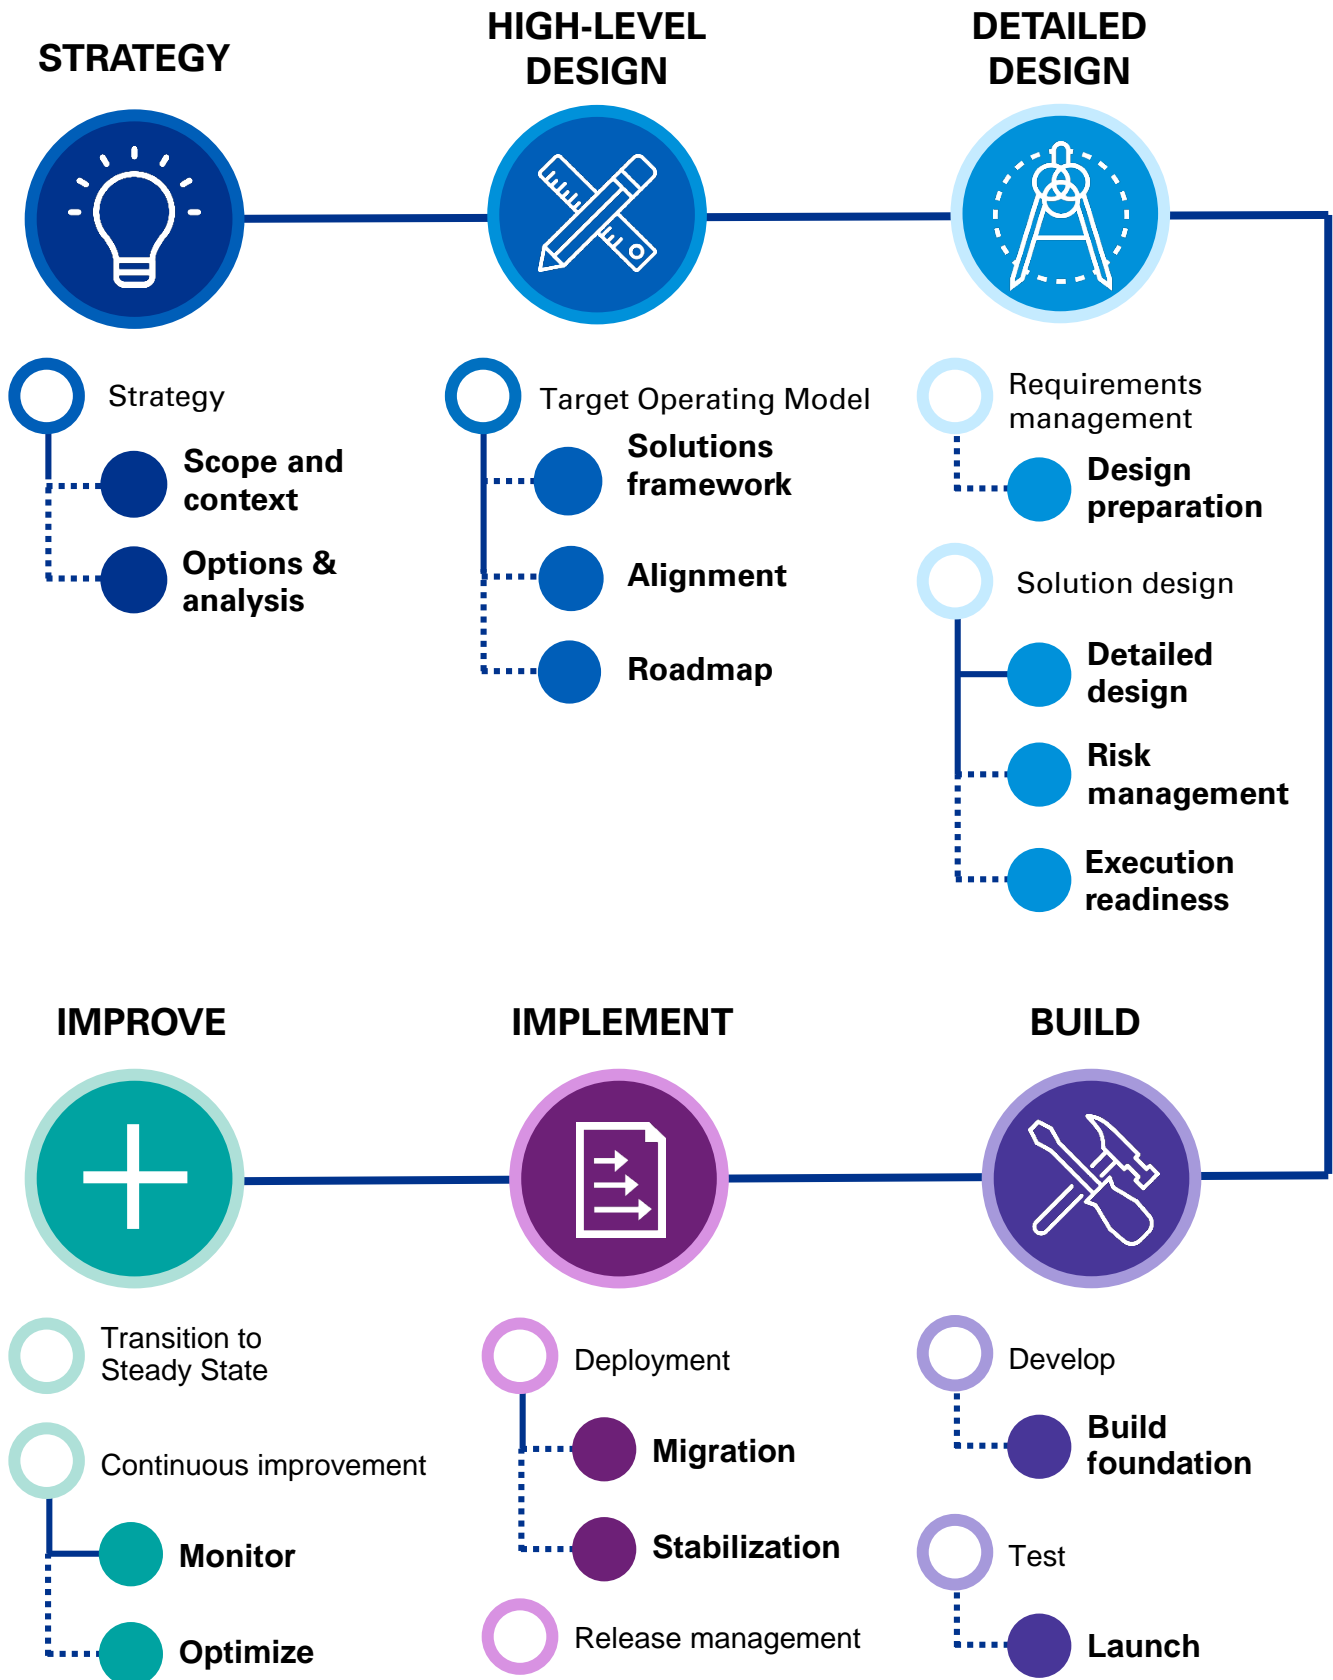 STRATEGY
HIGH-LEVEL
DESIGN
DETAILED
DESIGN
Strategy
Scope and
context
Options &
analysis
Target Operating Model
Solutions
framework
Alignment
Roadmap
Requirements
management
Design
preparation
Solution design
Detailed
design
Risk
management
Execution
readiness
IMPROVE
IMPLEMENT
BUILD
Transition to
Steady State
Continuous improvement
Monitor
Optimize
Deployment
Migration
Stabilization
Release management
Develop
Build
foundation
Test
Launch